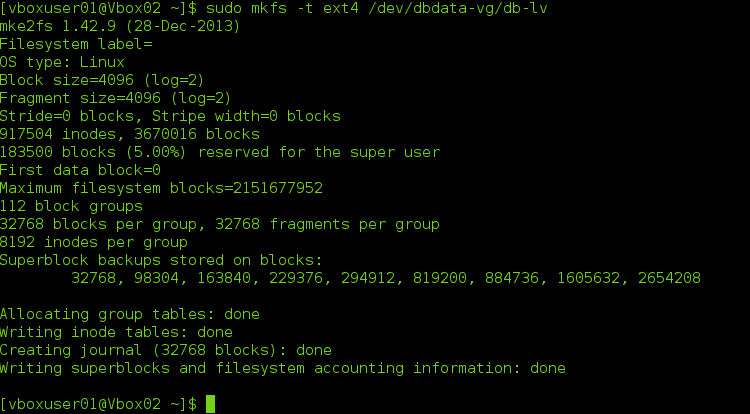 [vboxuser01@Vbox02 ~]$ sudo mkfs -t ext4 /dev/dbdata-vg/db-lv
mke2fs 1.42.9 (28-Dec-2013)
Filesystem label=
OS type: Linux
Block size=4096 (log=2)
Fragment size=4096 (log=2)
Stride=0 blocks, Stripe width=0 blocks
917504 inodes, 3670016 blocks
183500 blocks (5.00%) reserved for the super user
First data block=0
Maximum filesystem blocks=2151677952
112 block groups
32768 blocks per group, 32768 fragments per group
8192 inodes per group
Superblock backups stored on blocks:
32768, 98304, 163840, 229376, 294912, 819200, 884736, 1605632, 2654208
Allocating group tables: done
Writing inode tables: done
Creating journal (32768 blocks): done
Writing superblocks and filesystem accounting information: done
[vboxuser01@Vbox02 ~]$